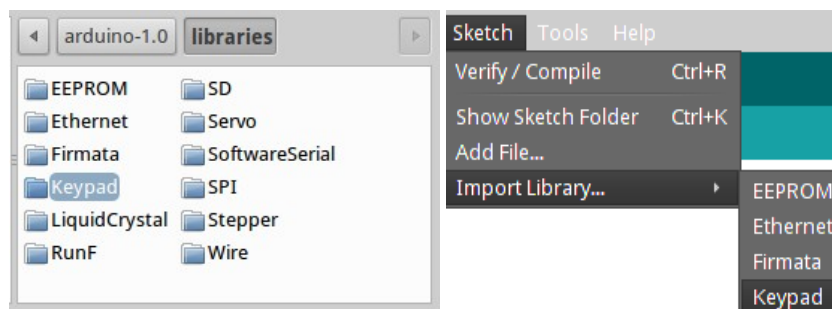 arduino-1.0 libraries
EEPROM
Ethernet
Firmata
Keypad
LiquidCrystal
RunF
SD
Servo
SoftwareSerial
SPI
Stepper
Wire
Sketch Tools Help
Verify / Compile Ctrl+R
Show Sketch Folder Ctrl+K
Add File...
Import Library...
EEPROM
Ethernet
Firmata
Keypad